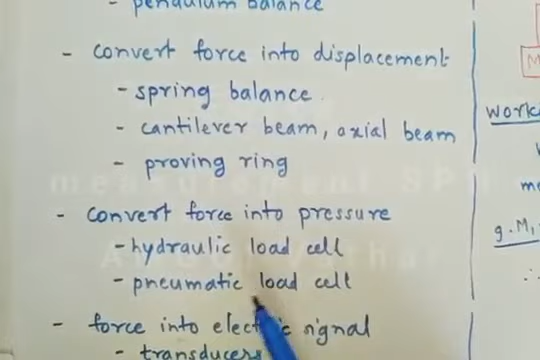 - pendulum balance
- convert force into displacement
- spring balance.
- cantilever beam, axial beam
- proving ring
- convert force into pressure
- hydraulic load cell
- pneumatic load cell
- force into electric signal
- transducers
M
g.M,